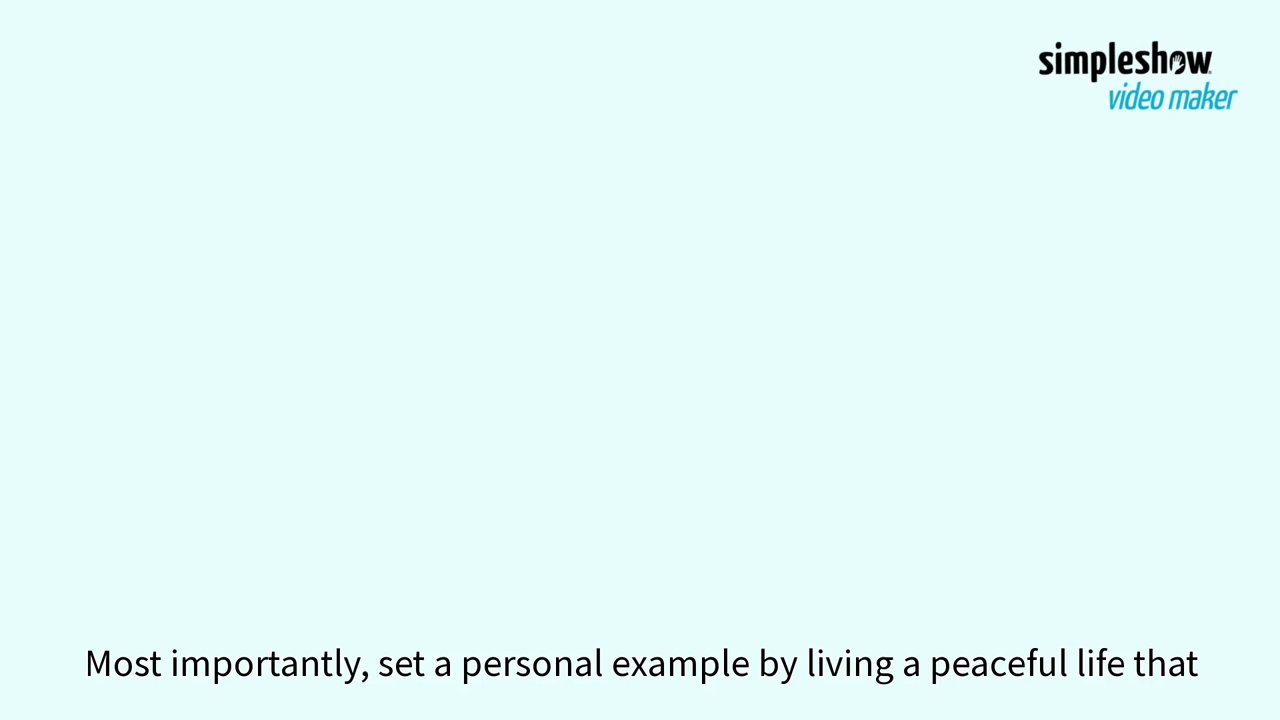 simpleshow
video maker
Most importantly, set a personal example by living a peaceful life that